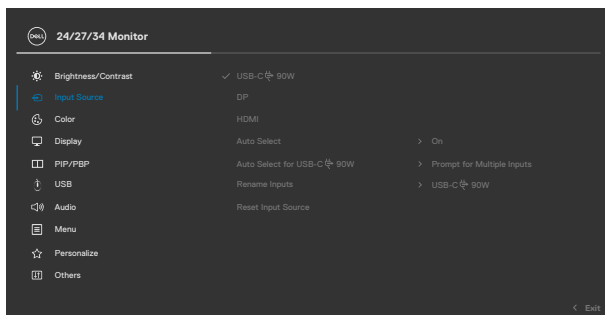 DELL 24/27/34 Monitor
Brightness/Contrast USB-C 90W
Input Source DP
Color HDMI
Display Auto Select On
PIP/PBP Auto Select for USB-C 90W Prompt for Multiple Inputs
USB Rename Inputs USB-C 90W
Audio Reset Input Source
Menu
Personalize
Others
Exit